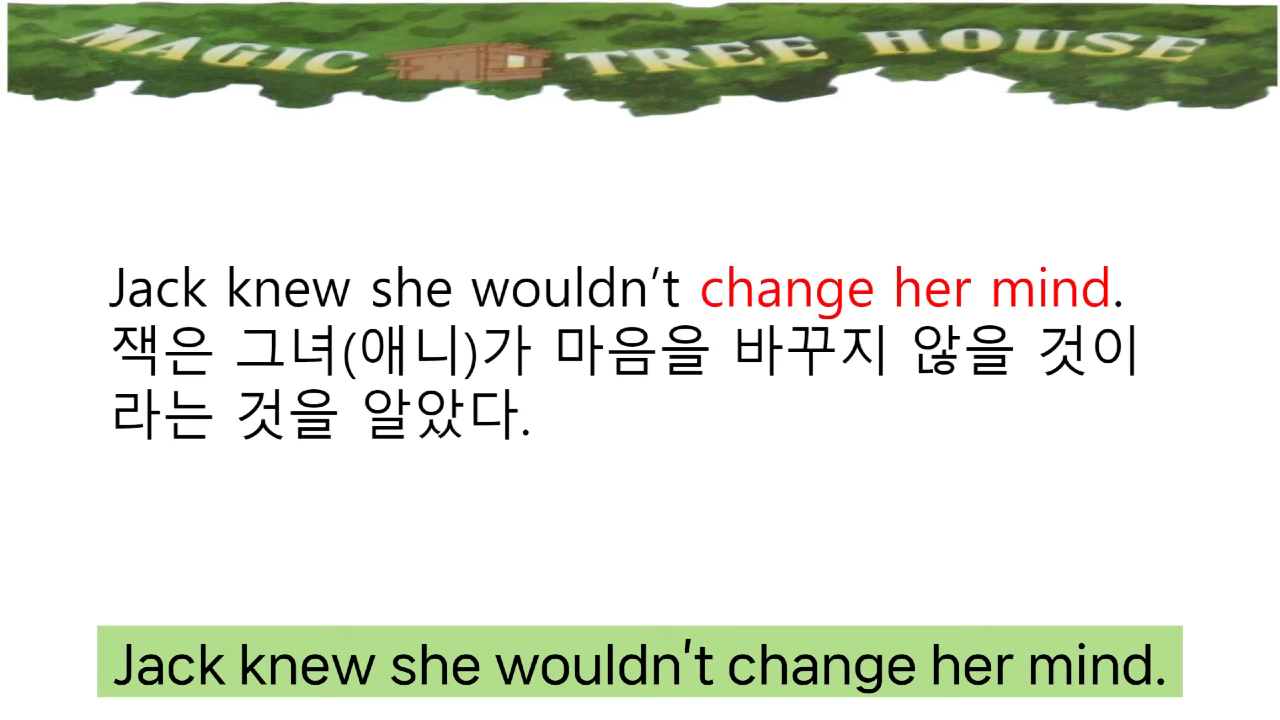 MAGIC TREE HOUSE
Jack knew she wouldn’t change her mind.
잭은 그녀(애니)가 마음을 바꾸지 않을 것이
라는 것을 알았다.
Jack knew she wouldn't change her mind.